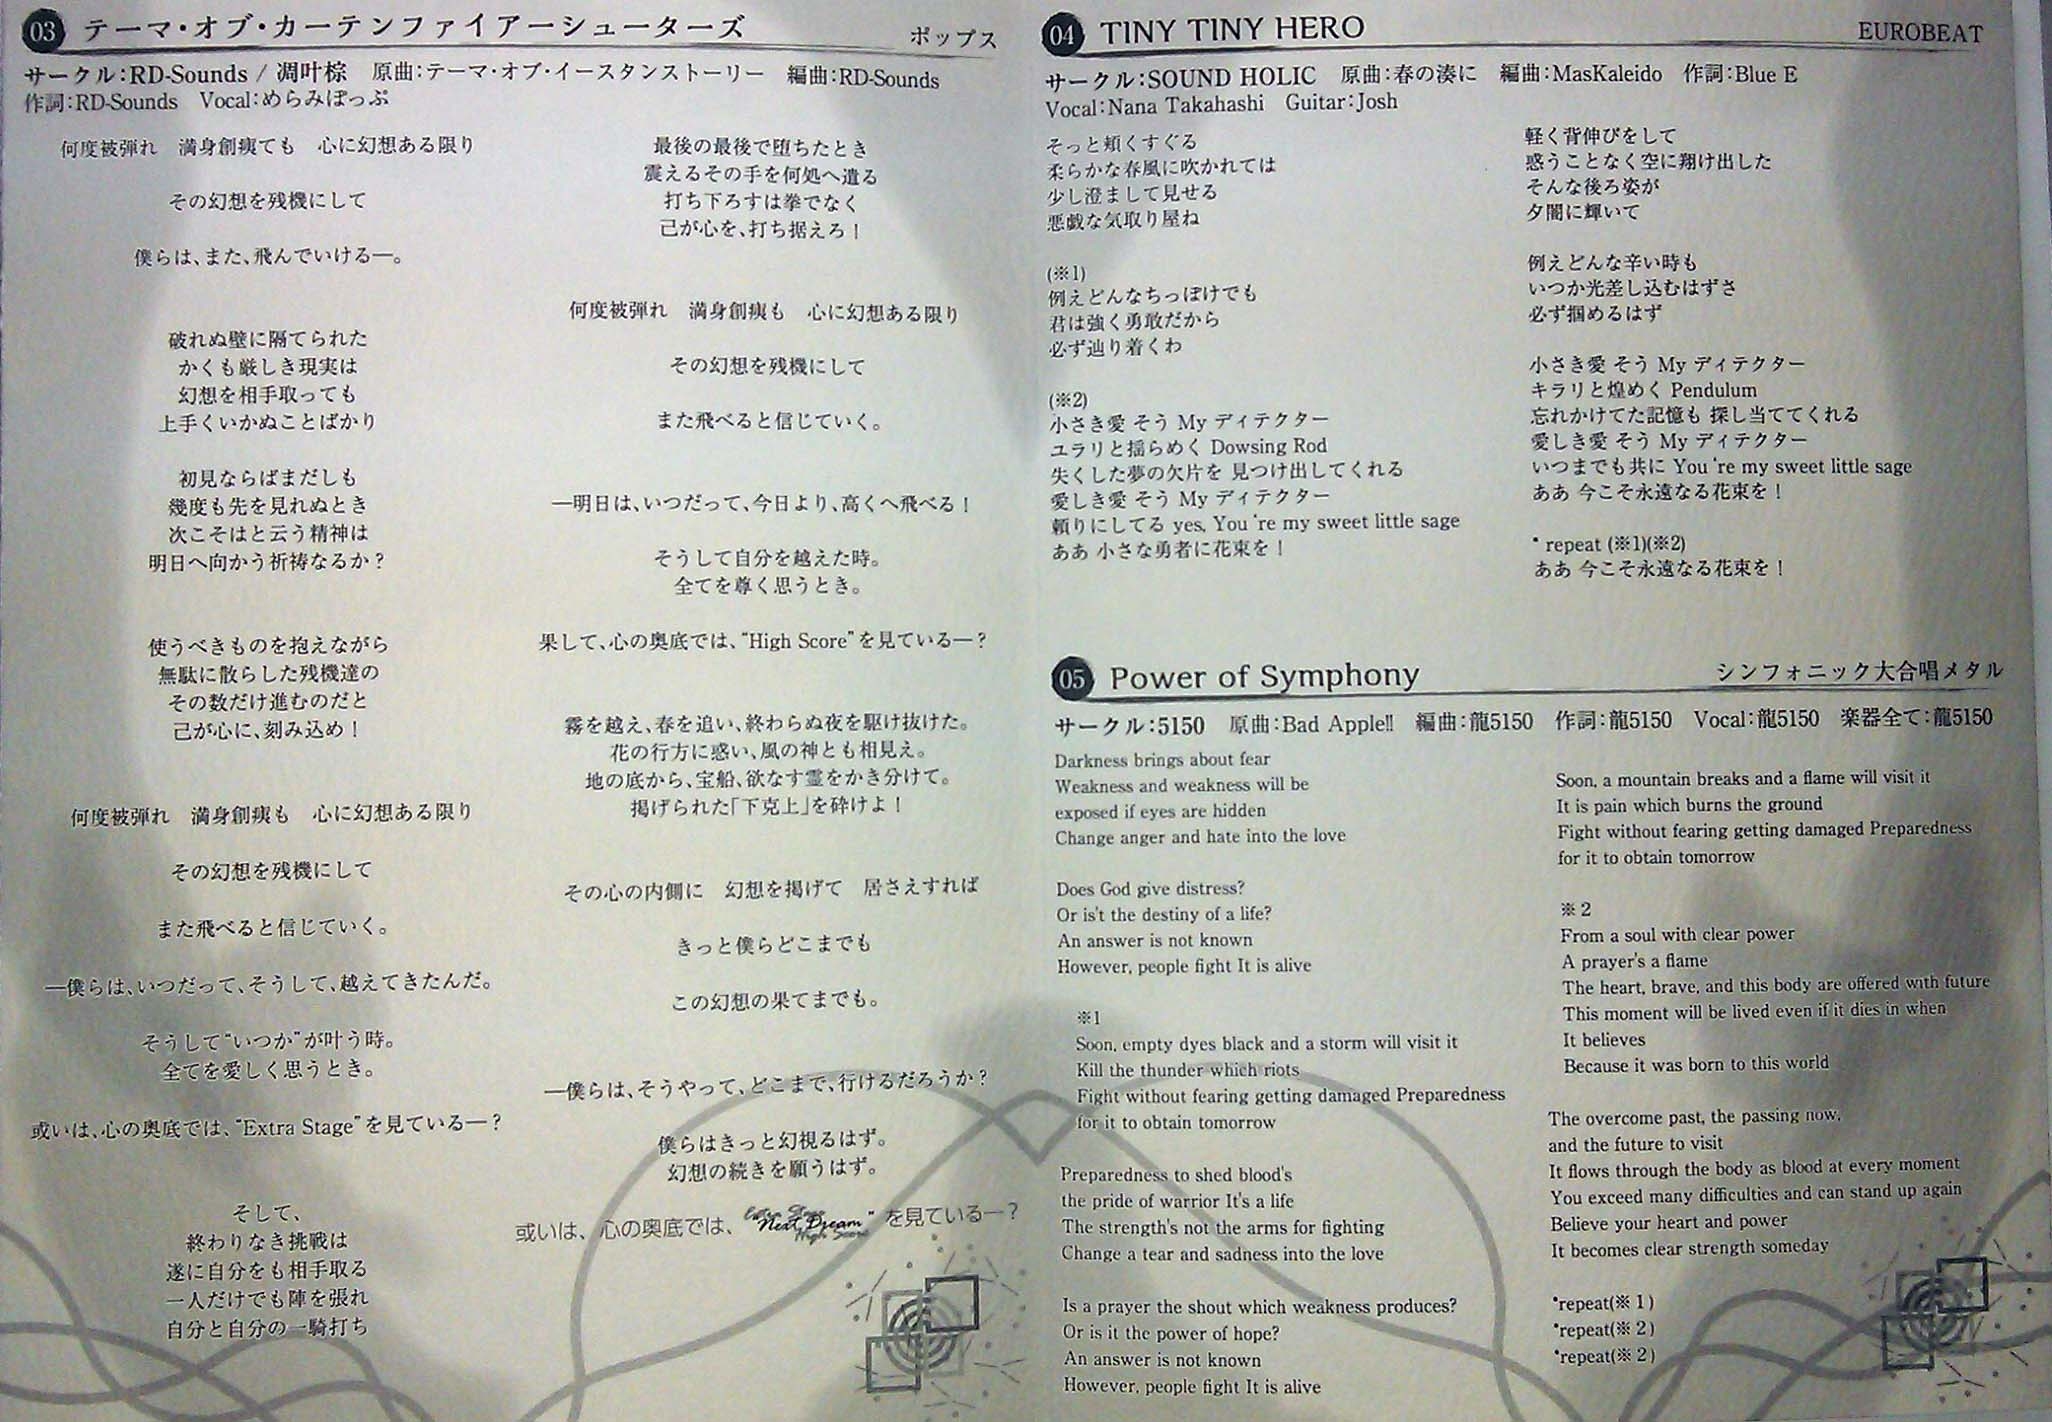 03 テーマ・オブ・カーテンファイアーシューターズ
ポップス
サークル:RD-Sounds / 凋叶棕　原曲:テーマ・オブ・イースタンストーリー　編曲:RD-Sounds
作詞:RD-Sounds　Vocal:めらみぽっぷ
何度被弾れ　満身創痍ても　心に幻想ある限り
その幻想を残機にして
僕らは、また、飛んでいける―。
破れぬ壁に隔てられた
かくも厳しき現実は
幻想を相手取っても
上手くいかぬことばかり
初見ならばまだしも
幾度も先を見れぬとき
次こそはと云う精神は
明日へ向かう祈祷なるか?
使うべきものを抱えながら
無駄に散らした残機達の
その数だけ進むのだと
己が心に、刻み込め!
何度被弾れ　満身創痍も　心に幻想ある限り
その幻想を残機にして
また飛べると信じていく。
―僕らは、いつだって、そうして、越えてきたんだ。
そうして"いつか"が叶う時。
全てを愛しく思うとき。
或いは、心の奥底では、"Extra Stage"を見ている―?
そして、
終わりなき挑戦は
遂に自分をも相手取る
一人だけでも陣を張れ
自分と自分の一騎打ち
最後の最後で堕ちたとき
震えるその手を何処へ遣る
打ち下ろすは拳でなく
己が心を、打ち据えろ!
何度被弾れ　満身創痍も　心に幻想ある限り
その幻想を残機にして
また飛べると信じていく。
―明日は、いつだって、今日より、高くへ飛べる!
そうして自分を越えた時。
全てを尊く思うとき。
果して、心の奥底では、"High Score"を見ている―?
霧を越え、春を追い、終わらぬ夜を駆け抜けた。
花の行方に惑い、風の神とも相見え。
地の底から、宝船、欲なす霊をかき分けて。
掲げられた「下克上」を砕けよ!
その心の内側に　幻想を掲げて　居さえすれば
きっと僕らどこまでも
この幻想の果てまでも。
―僕らは、そうやって、どこまで、行けるだろうか?
僕らはきっと幻視るはず。
幻想の続きを願うはず。
Extra Stage
或いは、心の奥底では、"Next Dream"を見ている―?
High Score
04 TINY TINY HERO
EUROBEAT
サークル:SOUND HOLIC　原曲:春の湊に　編曲:MasKaleido　作詞:Blue E
Vocal:Nana Takahashi　Guitar:Josh
そっと頬くすぐる
柔らかな春風に吹かれては
少し澄まして見せる
悪戯な気取り屋ね
(※1)
例えどんなちっぽけでも
君は強く勇敢だから
必ず辿り着くわ
(※2)
小さき愛 そう My ディテクター
ユラリと揺らめく Dowsing Rod
失くした夢の欠片を 見つけ出してくれる
愛しき愛 そう My ディテクター
頼りにしてる yes, You 're my sweet little sage
ああ 小さな勇者に花束を!
軽く背伸びをして
惑うことなく空に翔け出した
そんな後ろ姿が
夕闇に輝いて
例えどんな辛い時も
いつか光差し込むはずさ
必ず掴めるはず
小さき愛 そう My ディテクター
キラリと煌めく Pendulum
忘れかけてた記憶も 探し当ててくれる
愛しき愛 そう My ディテクター
いつまでも共に You 're my sweet little sage
ああ 今こそ永遠なる花束を!
* repeat (※1)(※2)
ああ 今こそ永遠なる花束を!
05 Power of Symphony
シンフォニック大合唱メタル
サークル:5150　原曲:Bad Apple!!　編曲:龍5150　作詞:龍5150　Vocal:龍5150　楽器全て:龍5150
Darkness brings about fear
Weakness and weakness will be
exposed if eyes are hidden
Change anger and hate into the love
Does God give distress?
Or is't the destiny of a life?
An answer is not known
However, people fight It is alive
※1
Soon, empty dyes black and a storm will visit it
Kill the thunder which riots
Fight without fearing getting damaged Preparedness
for it to obtain tomorrow
Preparedness to shed blood's
the pride of warrior It's a life
The strength's not the arms for fighting
Change a tear and sadness into the love
Is a prayer the shout which weakness produces?
Or is it the power of hope?
An answer is not known
However, people fight It is alive
Soon, a mountain breaks and a flame will visit it
It is pain which burns the ground
Fight without fearing getting damaged Preparedness
for it to obtain tomorrow
※2
From a soul with clear power
A prayer's a flame
The heart, brave, and this body are offered with future
This moment will be lived even if it dies in when
It believes
Because it was born to this world
The overcome past, the passing now,
and the future to visit
It flows through the body as blood at every moment
You exceed many difficulties and can stand up again
Believe your heart and power
It becomes clear strength someday
*repeat(※1)
*repeat(※2)
*repeat(※2)